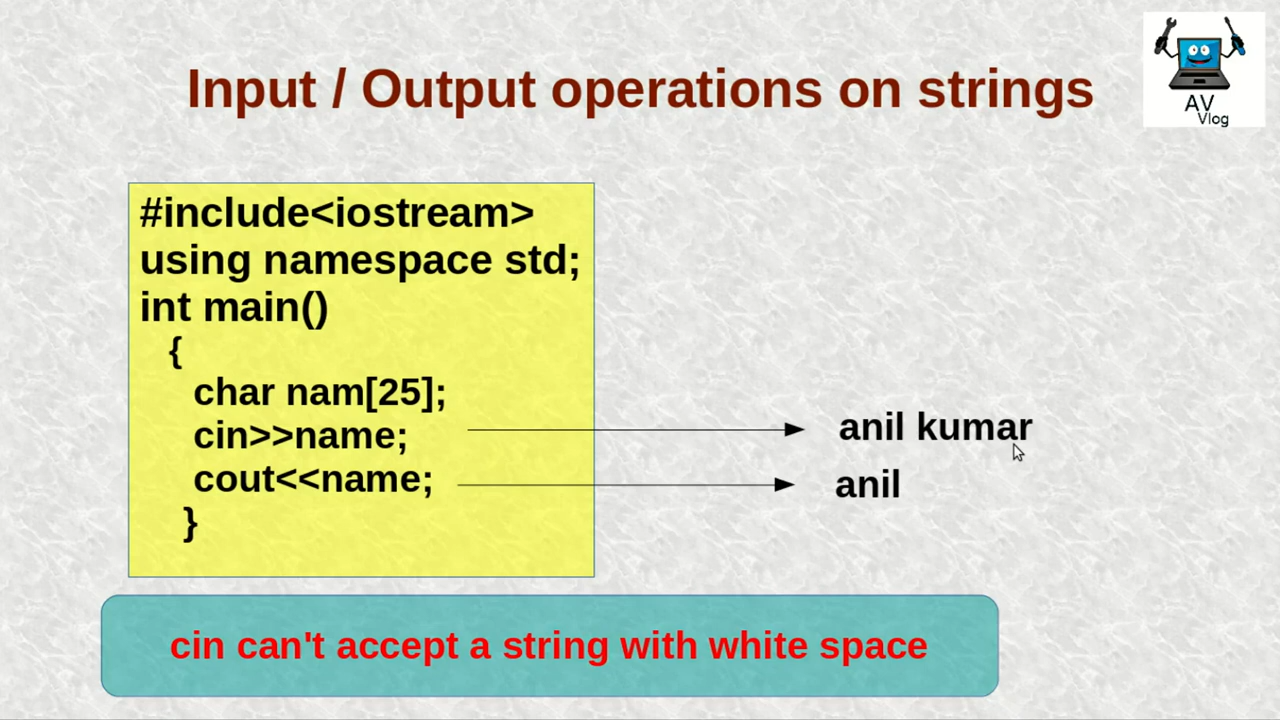 Input / Output operations on strings
AV
Vlog
#include<iostream>
using namespace std;
int main()
{
char nam[25];
cin>>name;
cout<<name;
}
anil kumar
anil
cin can't accept a string with white space